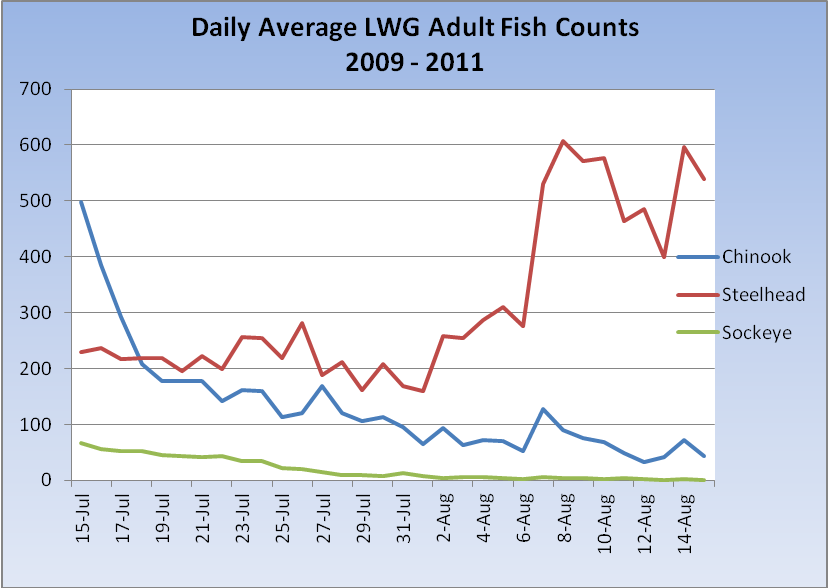 Daily Average LWG Adult Fish Counts
2009 - 2011
700
600
500
400
300
200
100
0
Chinook
Steelhead
Sockeye
15-Jul
17-Jul
19-Jul
21-Jul
23-Jul
25-Jul
27-Jul
29-Jul
31-Jul
2-Aug
4-Aug
6-Aug
8-Aug
10-Aug
12-Aug
14-Aug